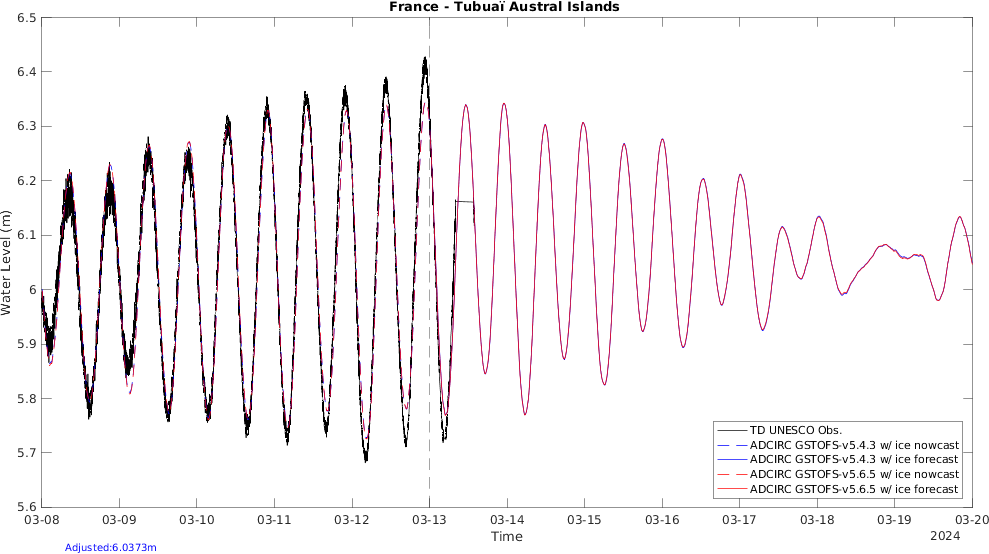 France - Tubuaï Austral Islands
Water Level (m)
6.5
6.4
6.3
6.2
6.1
6
5.9
5.8
5.7
5.6
TD UNESCO Obs.
ADCIRC GSTOFS-v5.4.3 w/ ice nowcast
ADCIRC GSTOFS-v5.4.3 w/ ice forecast
ADCIRC GSTOFS-v5.6.5 w/ ice nowcast
ADCIRC GSTOFS-v5.6.5 w/ ice forecast
03-08 03-09 03-10 03-11 03-12 03-13 03-14 03-15 03-16 03-17 03-18 03-19 03-20
Time
2024
Adjusted:6.0373m